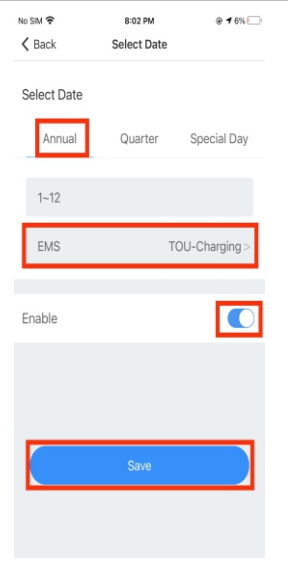 No SIM 8:02 PM 6%
Back Select Date
Select Date
Annual Quarter Special Day
1~12
EMS TOU-Charging >
Enable
Save